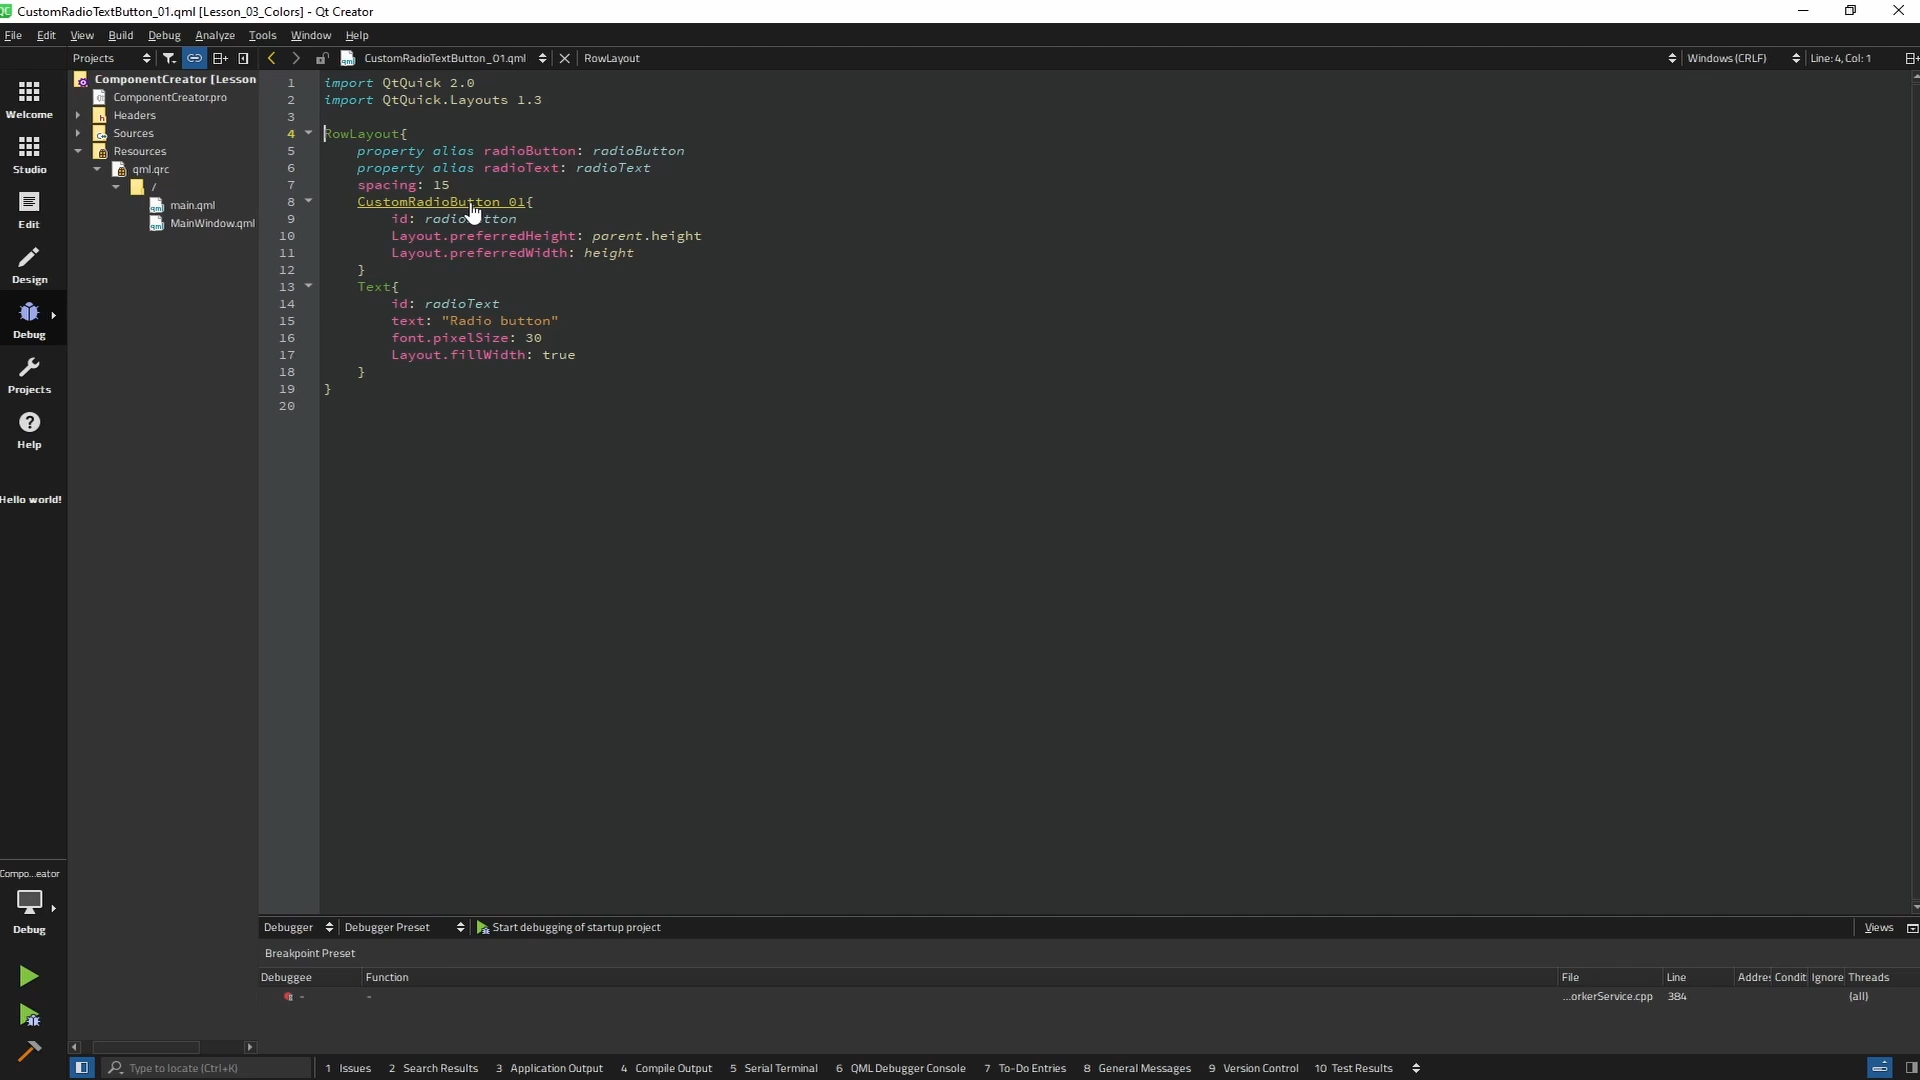 CustomRadioTextButton_01.qml [Lesson_03_Colors] - Qt Creator
File Edit View Build Debug Analyze Tools Window Help
Projects CustomRadioTextButton_01.qml RowLayout Windows (CRLF) Line: 4, Col: 1
Welcome
Studio
Edit
Design
Debug
Projects
Help
Hello world!
Compo...eator
Debug
ComponentCreator [Lesson
ComponentCreator.pro
Headers
Sources
Resources
qml.qrc
/
main.qml
MainWindow.qml
1 import QtQuick 2.0
2 import QtQuick.Layouts 1.3
3
4 RowLayout{
5 property alias radioButton: radioButton
6 property alias radioText: radioText
7 spacing: 15
8 CustomRadioButton_01{
9 id: radio tton
10 Layout.preferredHeight: parent.height
11 Layout.preferredWidth: height
12 }
13 Text{
14 id: radioText
15 text: "Radio button"
16 font.pixelSize: 30
17 Layout.fillWidth: true
18 }
19 }
20
Debugger Debugger Preset Start debugging of startup project Views
Breakpoint Preset
Debuggee Function File Line Addre Condit Ignore Threads
- - ...orkerService.cpp 384 (all)
Type to locate (Ctrl+K) 1 Issues 2 Search Results 3 Application Output 4 Compile Output 5 Serial Terminal 6 QML Debugger Console 7 To-Do Entries 8 General Messages 9 Version Control 10 Test Results